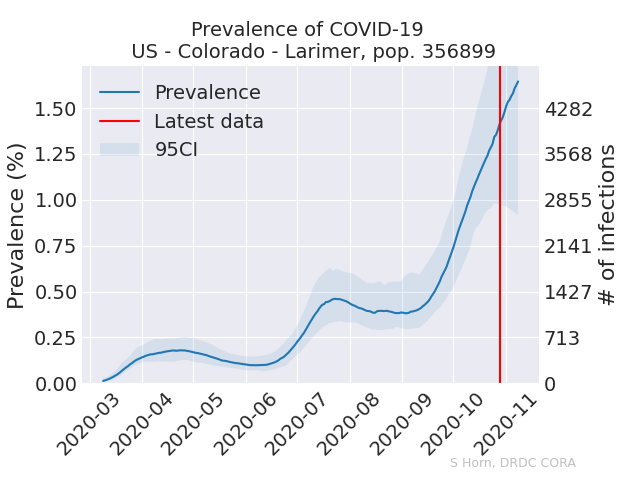 Prevalence of COVID-19
US - Colorado - Larimer, pop. 356899
Prevalence
Latest data
95CI
Prevalence (%)
1.50
1.25
1.00
0.75
0.50
0.25
0.00
4282
3568
2855
2141
1427
713
0
# of infections
2020-03
2020-04
2020-05
2020-06
2020-07
2020-08
2020-09
2020-10
2020-11
S Horn, DRDC CORA